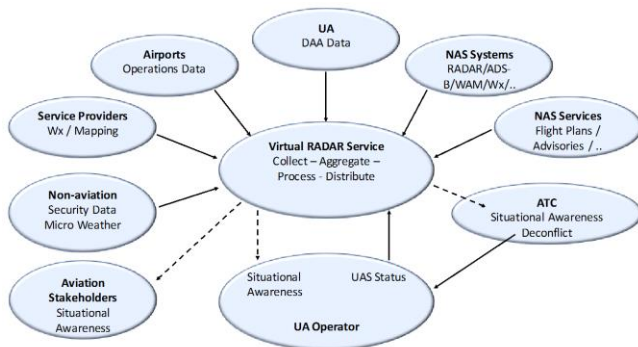 UA
DAA Data
Airports
Operations Data
NAS Systems
RADAR/ADS-
B/WAM/Wx/..
Service Providers
Wx / Mapping
Virtual RADAR Service
Collect – Aggregate –
Process - Distribute
NAS Services
Flight Plans /
Advisories / ..
Non-aviation
Security Data
Micro Weather
ATC
Situational Awareness
Deconflict
Aviation
Stakeholders
Situational
Awareness
Situational
Awareness
UAS Status
UA Operator